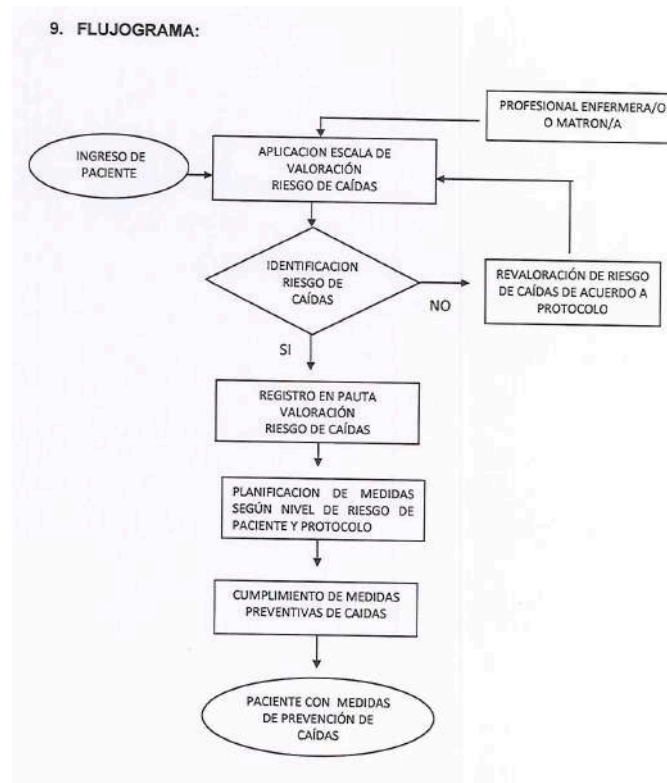 9. FLUJOGRAMA:
PROFESIONAL ENFERMERA/O
O MATRON/A
INGRESO DE
PACIENTE
APLICACION ESCALA DE
VALORACIÓN
RIESGO DE CAÍDAS
IDENTIFICACION
RIESGO DE
CAÍDAS
NO
REVALORACIÓN DE RIESGO
DE CAÍDAS DE ACUERDO A
PROTOCOLO
SI
REGISTRO EN PAUTA
VALORACIÓN
RIESGO DE CAÍDAS
PLANIFICACION DE MEDIDAS
SEGÚN NIVEL DE RIESGO DE
PACIENTE Y PROTOCOLO
CUMPLIMIENTO DE MEDIDAS
PREVENTIVAS DE CAIDAS
PACIENTE CON MEDIDAS
DE PREVENCIÓN DE
CAÍDAS